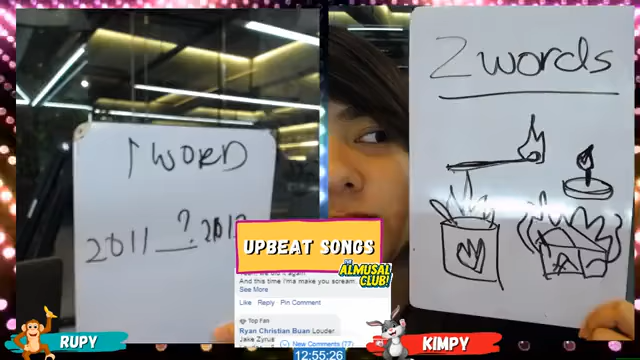 1 WORD
2011 __?
2 words
UPBEAT SONGS
ALMUSAL
CLUB!
And this time I'ma make you scream
See More
Like Reply Pin Comment
Top Fan
Ryan Christian Buan Louder
Jake Zyrus
New Comments (77)
12:55:26
RUPY
KIMPY